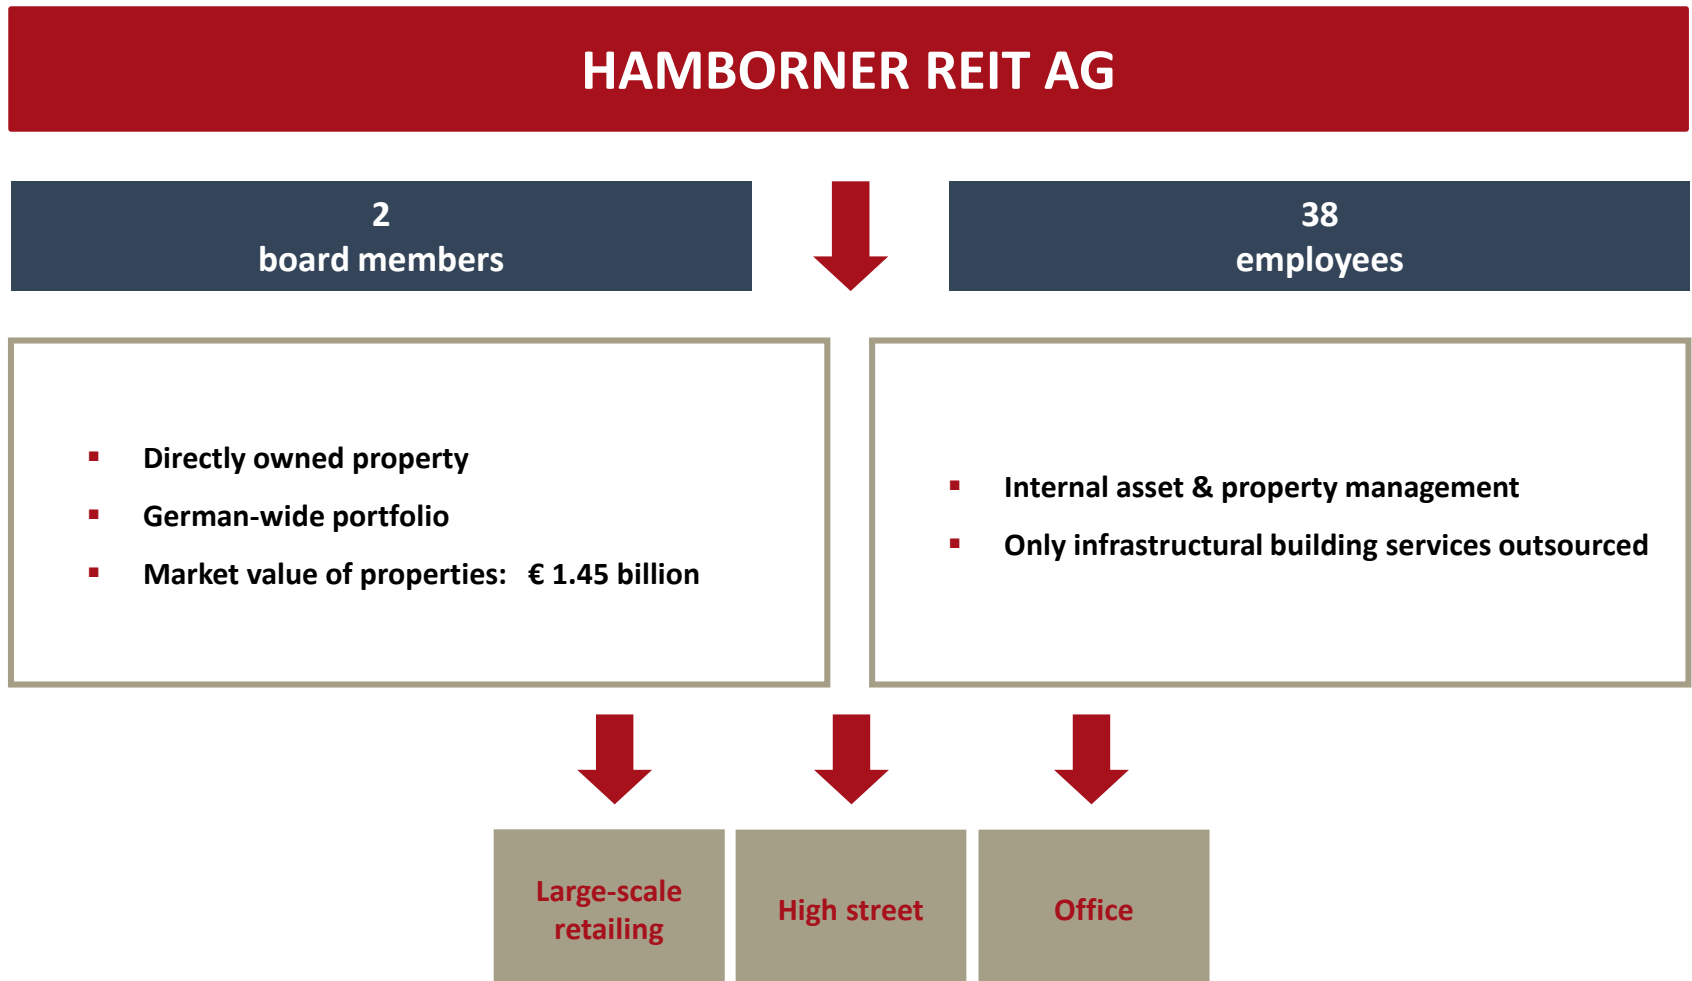 HAMBORNER REIT AG
2
board members
38
employees
▪ Directly owned property
▪ German-wide portfolio
▪ Market value of properties: € 1.45 billion
▪ Internal asset & property management
▪ Only infrastructural building services outsourced
Large-scale
retailing
High street
Office